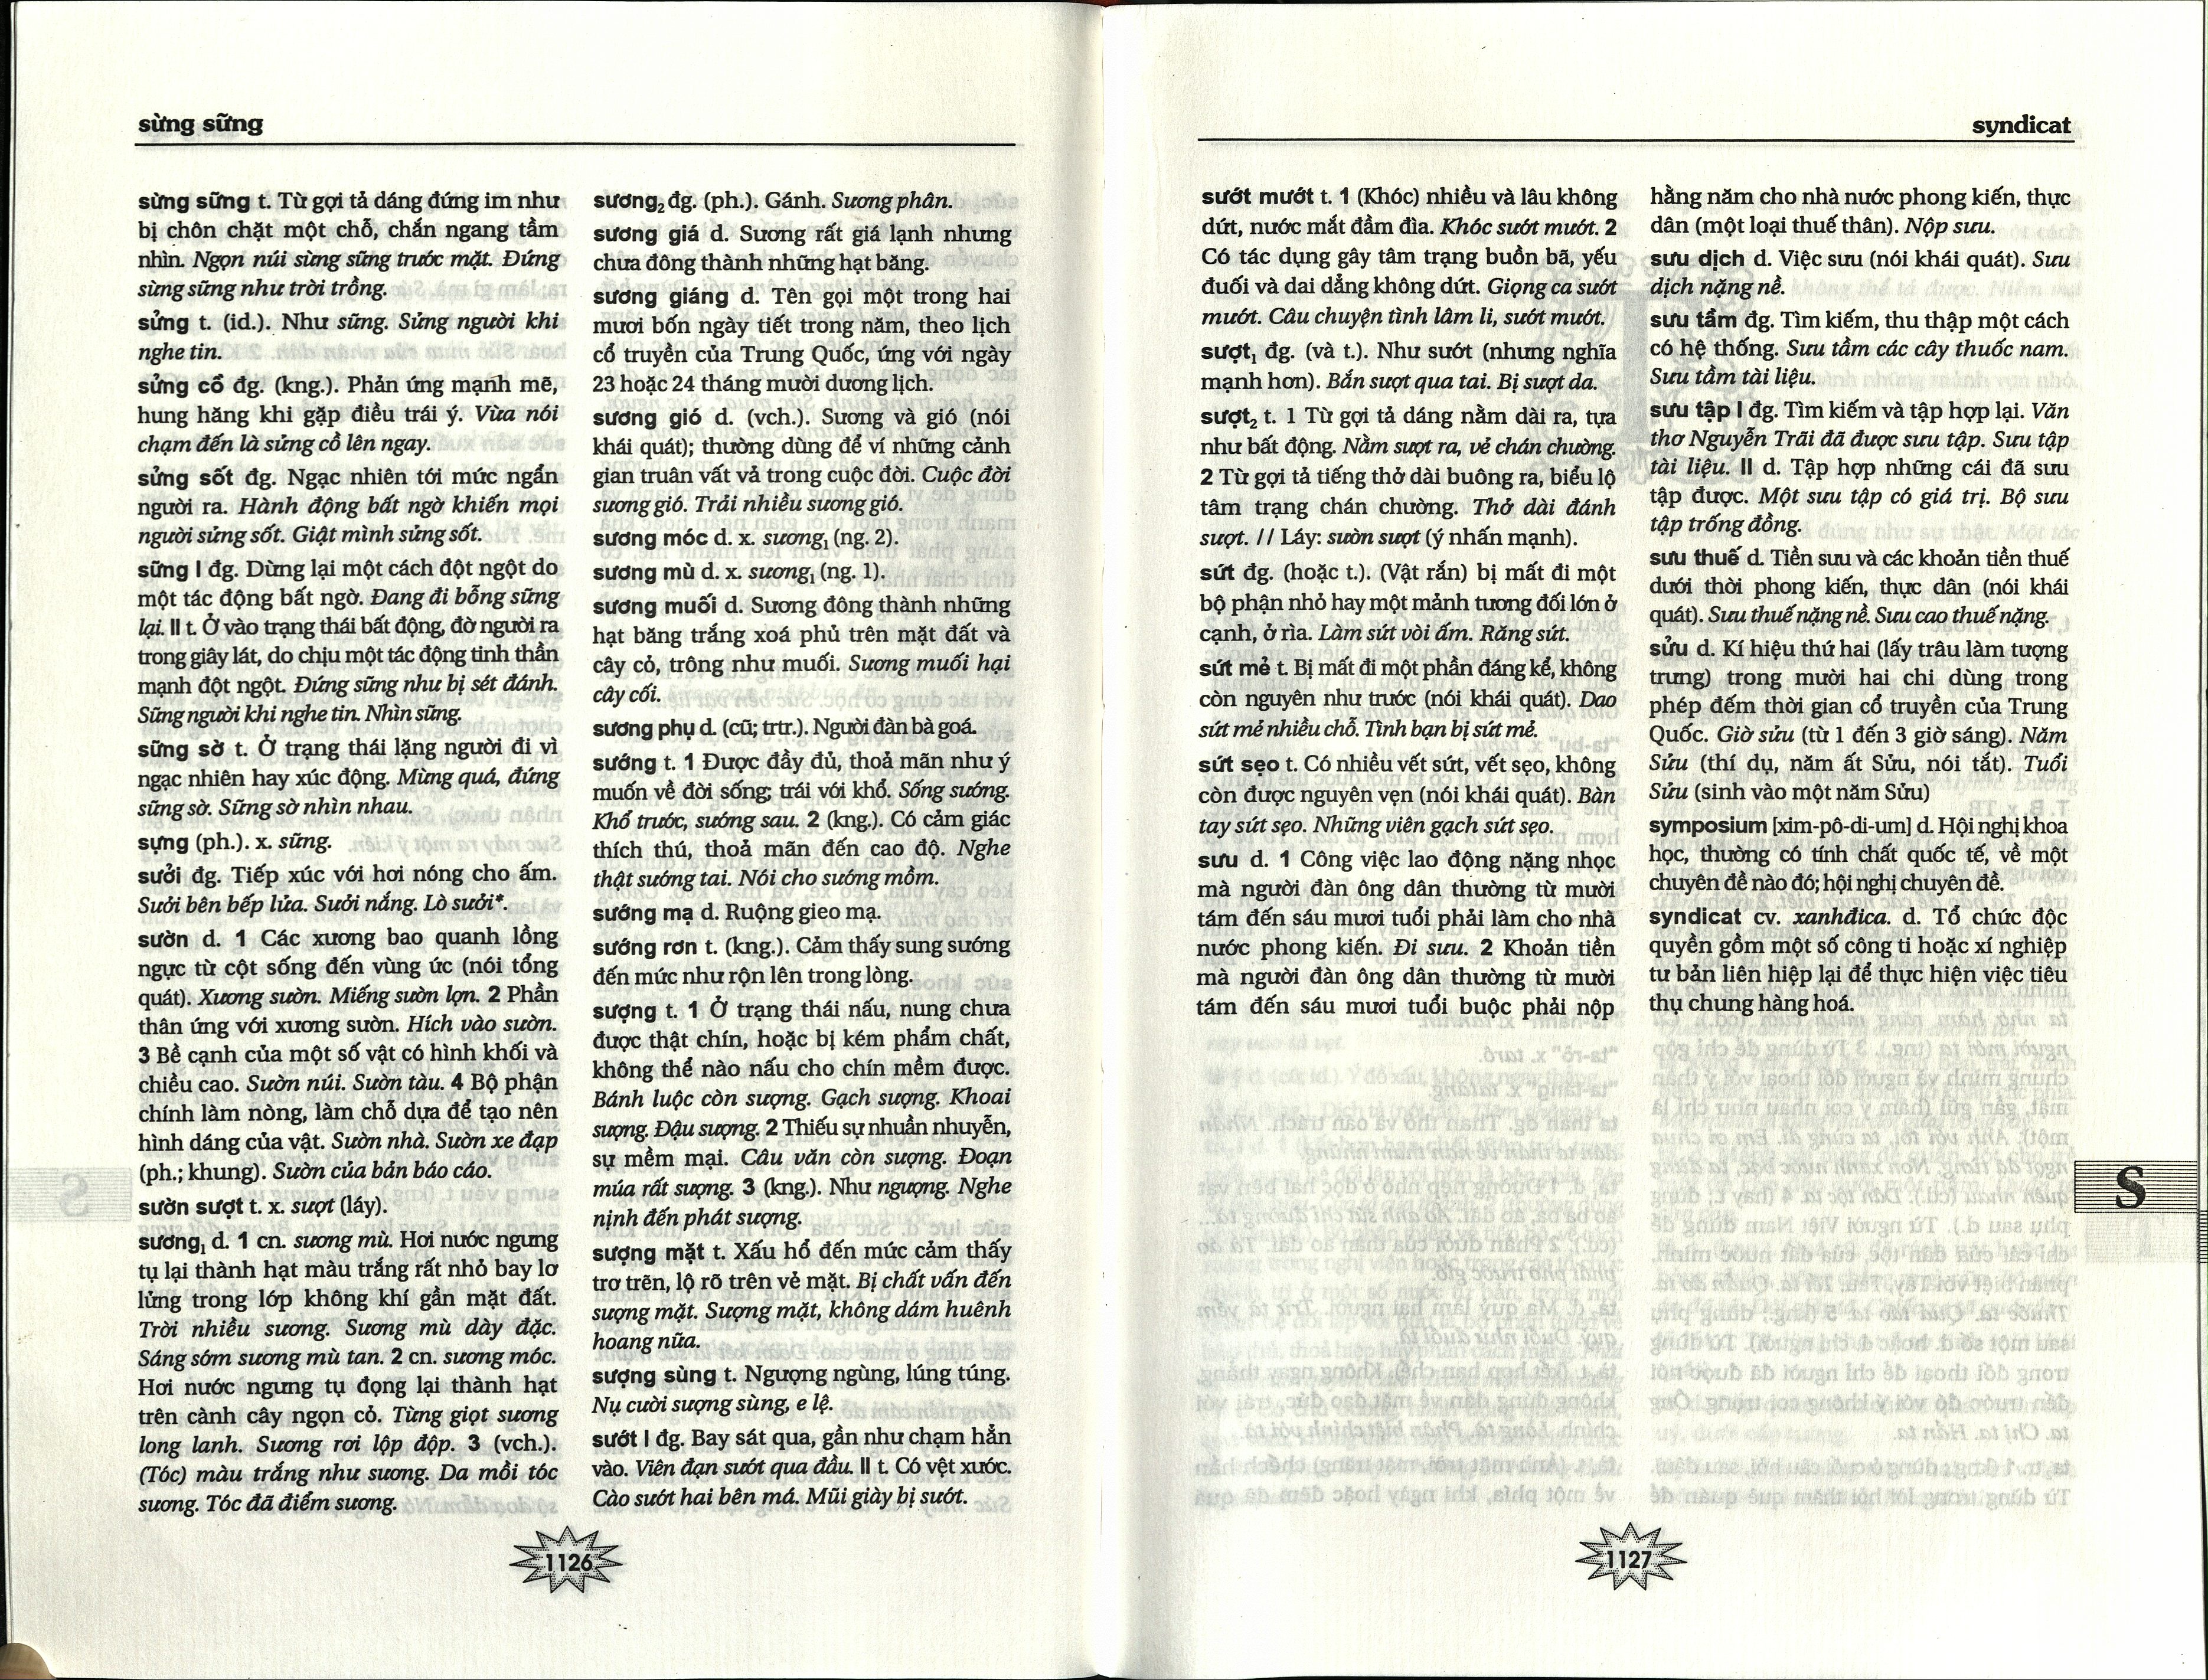 sừng sững
sừng sững t. Từ gợi tả dáng đứng im như
bị chôn chặt một chỗ, chắn ngang tầm
nhìn. Ngọn núi sừng sững trước mặt. Đứng
sừng sững như trời trồng.
sửng t. (id.). Như sững. Sửng người khi
nghe tin.
sửng cồ đg. (kng.). Phản ứng mạnh mẽ,
hung hăng khi gặp điều trái ý. Vừa nói
chạm đến là sửng cồ lên ngay.
sửng sốt đg. Ngạc nhiên tới mức ngẩn
người ra. Hành động bất ngờ khiến mọi
người sửng sốt. Giật mình sửng sốt.
sững I đg. Dừng lại một cách đột ngột do
một tác động bất ngờ. Đang đi bỗng sững
lại. II t. Ở vào trạng thái bất động, đờ người ra
trong giây lát, do chịu một tác động tinh thần
mạnh đột ngột. Đứng sững như bị sét đánh.
Sững người khi nghe tin. Nhìn sững.
sững sờ t. Ở trạng thái lặng người đi vì
ngạc nhiên hay xúc động. Mừng quá, đứng
sững sờ. Sững sờ nhìn nhau.
sựng (ph.). x. sững.
sưởi đg. Tiếp xúc với hơi nóng cho ấm.
Sưởi bên bếp lửa. Sưởi nắng. Lò sưởi*.
sườn d. 1 Các xương bao quanh lồng
ngực từ cột sống đến vùng ức (nói tổng
quát). Xương sườn. Miếng sườn lợn. 2 Phần
thân ứng với xương sườn. Hích vào sườn.
3 Bề cạnh của một số vật có hình khối và
chiều cao. Sườn núi. Sườn tàu. 4 Bộ phận
chính làm nòng, làm chỗ dựa để tạo nên
hình dáng của vật. Sườn nhà. Sườn xe đạp
(ph.; khung). Sườn của bản báo cáo.
sườn sượt t. x. sượt (láy).
sương₁ d. 1 cn. sương mù. Hơi nước ngưng
tụ lại thành hạt màu trắng rất nhỏ bay lơ
lửng trong lớp không khí gần mặt đất.
Trời nhiều sương. Sương mù dày đặc.
Sáng sớm sương mù tan. 2 cn. sương móc.
Hơi nước ngưng tụ đọng lại thành hạt
trên cành cây ngọn cỏ. Từng giọt sương
long lanh. Sương rơi lộp độp. 3 (vch.).
(Tóc) màu trắng như sương. Da mồi tóc
sương. Tóc đã điểm sương.
sương₂ đg. (ph.). Gánh. Sương phân.
sương giá d. Sương rất giá lạnh nhưng
chưa đông thành những hạt băng.
sương giáng d. Tên gọi một trong hai
mươi bốn ngày tiết trong năm, theo lịch
cổ truyền của Trung Quốc, ứng với ngày
23 hoặc 24 tháng mười dương lịch.
sương gió d. (vch.). Sương và gió (nói
khái quát); thường dùng để ví những cảnh
gian truân vất vả trong cuộc đời. Cuộc đời
sương gió. Trải nhiều sương gió.
sương móc d. x. sương₁ (ng. 2).
sương mù d. x. sương₁ (ng. 1).
sương muối d. Sương đông thành những
hạt băng trắng xoá phủ trên mặt đất và
cây cỏ, trông như muối. Sương muối hại
cây cối.
sương phụ d. (cũ; trtr.). Người đàn bà goá.
sướng t. 1 Được đầy đủ, thoả mãn như ý
muốn về đời sống; trái với khổ. Sống sướng.
Khổ trước, sướng sau. 2 (kng.). Có cảm giác
thích thú, thoả mãn đến cao độ. Nghe
thật sướng tai. Nói cho sướng mồm.
sướng mạ d. Ruộng gieo mạ.
sướng rơn t. (kng.). Cảm thấy sung sướng
đến mức như rộn lên trong lòng.
sượng t. 1 Ở trạng thái nấu, nung chưa
được thật chín, hoặc bị kém phẩm chất,
không thể nào nấu cho chín mềm được.
Bánh luộc còn sượng. Gạch sượng. Khoai
sượng. Đậu sượng. 2 Thiếu sự nhuần nhuyễn,
sự mềm mại. Câu văn còn sượng. Đoạn
múa rất sượng. 3 (kng.). Như ngượng. Nghe
nịnh đến phát sượng.
sượng mặt t. Xấu hổ đến mức cảm thấy
trơ trẽn, lộ rõ trên vẻ mặt. Bị chất vấn đến
sượng mặt. Sượng mặt, không dám huênh
hoang nữa.
sượng sùng t. Ngượng ngùng, lúng túng.
Nụ cười sượng sùng, e lệ.
sướt I đg. Bay sát qua, gần như chạm hẳn
vào. Viên đạn sướt qua đầu. II t. Có vệt xước.
Cào sướt hai bên má. Mũi giày bị sướt.
1126
syndicat
sướt mướt t. 1 (Khóc) nhiều và lâu không
dứt, nước mắt đầm đìa. Khóc sướt mướt. 2
Có tác dụng gây tâm trạng buồn bã, yếu
đuối và dai dẳng không dứt. Giọng ca sướt
mướt. Câu chuyện tình lâm li, sướt mướt.
sượt₁ đg. (và t.). Như sướt (nhưng nghĩa
mạnh hơn). Bắn sượt qua tai. Bị sượt da.
sượt₂ t. 1 Từ gợi tả dáng nằm dài ra, tựa
như bất động. Nằm sượt ra, vẻ chán chường.
2 Từ gợi tả tiếng thở dài buông ra, biểu lộ
tâm trạng chán chường. Thở dài đánh
sượt. // Láy: sườn sượt (ý nhấn mạnh).
sứt đg. (hoặc t.). (Vật rắn) bị mất đi một
bộ phận nhỏ hay một mảnh tương đối lớn ở
cạnh, ở rìa. Làm sứt vòi ấm. Răng sứt.
sứt mẻ t. Bị mất đi một phần đáng kể, không
còn nguyên như trước (nói khái quát). Dao
sứt mẻ nhiều chỗ. Tình bạn bị sứt mẻ.
sứt sẹo t. Có nhiều vết sứt, vết sẹo, không
còn được nguyên vẹn (nói khái quát). Bàn
tay sứt sẹo. Những viên gạch sứt sẹo.
sưu d. 1 Công việc lao động nặng nhọc
mà người đàn ông dân thường từ mười
tám đến sáu mươi tuổi phải làm cho nhà
nước phong kiến. Đi sưu. 2 Khoản tiền
mà người đàn ông dân thường từ mười
tám đến sáu mươi tuổi buộc phải nộp
hằng năm cho nhà nước phong kiến, thực
dân (một loại thuế thân). Nộp sưu.
sưu dịch d. Việc sưu (nói khái quát). Sưu
dịch nặng nề.
sưu tầm đg. Tìm kiếm, thu thập một cách
có hệ thống. Sưu tầm các cây thuốc nam.
Sưu tầm tài liệu.
sưu tập I đg. Tìm kiếm và tập hợp lại. Văn
thơ Nguyễn Trãi đã được sưu tập. Sưu tập
tài liệu. II d. Tập hợp những cái đã sưu
tập được. Một sưu tập có giá trị. Bộ sưu
tập trống đồng.
sưu thuế d. Tiền sưu và các khoản tiền thuế
dưới thời phong kiến, thực dân (nói khái
quát). Sưu thuế nặng nề. Sưu cao thuế nặng.
sửu d. Kí hiệu thứ hai (lấy trâu làm tượng
trưng) trong mười hai chi dùng trong
phép đếm thời gian cổ truyền của Trung
Quốc. Giờ sửu (từ 1 đến 3 giờ sáng). Năm
Sửu (thí dụ, năm ất Sửu, nói tắt). Tuổi
Sửu (sinh vào một năm Sửu)
symposium [xim-pô-di-um] d. Hội nghị khoa
học, thường có tính chất quốc tế, về một
chuyên đề nào đó; hội nghị chuyên đề.
syndicat cv. xanhđica. d. Tổ chức độc
quyền gồm một số công ti hoặc xí nghiệp
tư bản liên hiệp lại để thực hiện việc tiêu
thụ chung hàng hoá.
S
1127